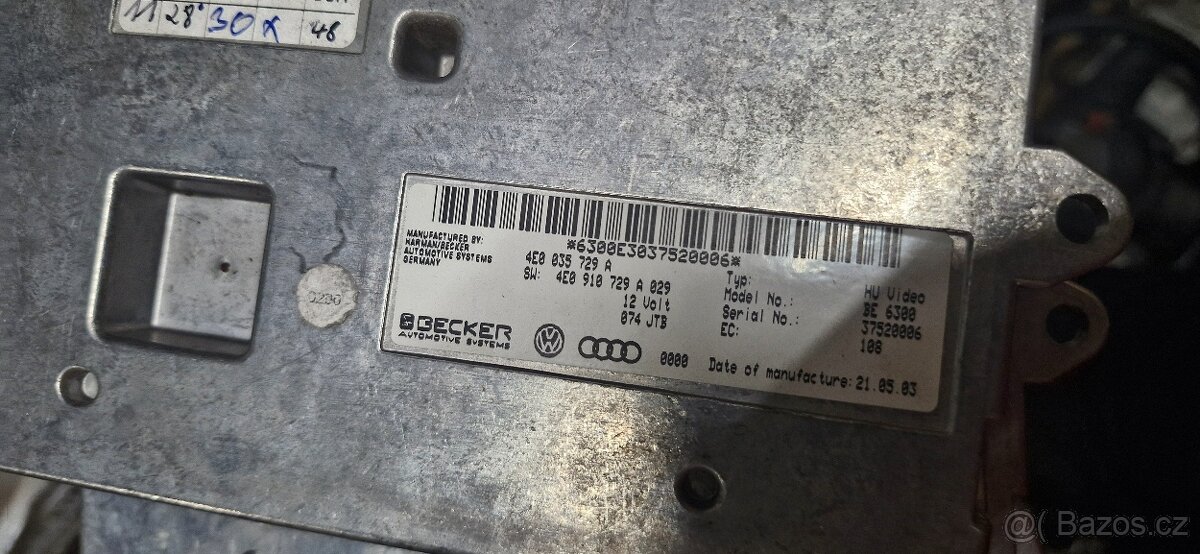 11 28° 30 X 46
*6300E3037520006*
MANUFACTURED BY:
HARMAN/BECKER
AUTOMOTIVE SYSTEMS
GERMANY
4E0 035 729 A
SW: 4E0 910 729 A 029
12 Volt
074 JTB
Typ: HU Video
Model No.: BE 6300
Serial No.: 37520006
EC: 108
BECKER
AUTOMOTIVE SYSTEMS
0000 Date of manufacture: 21.05.03
@( Bazos.cz